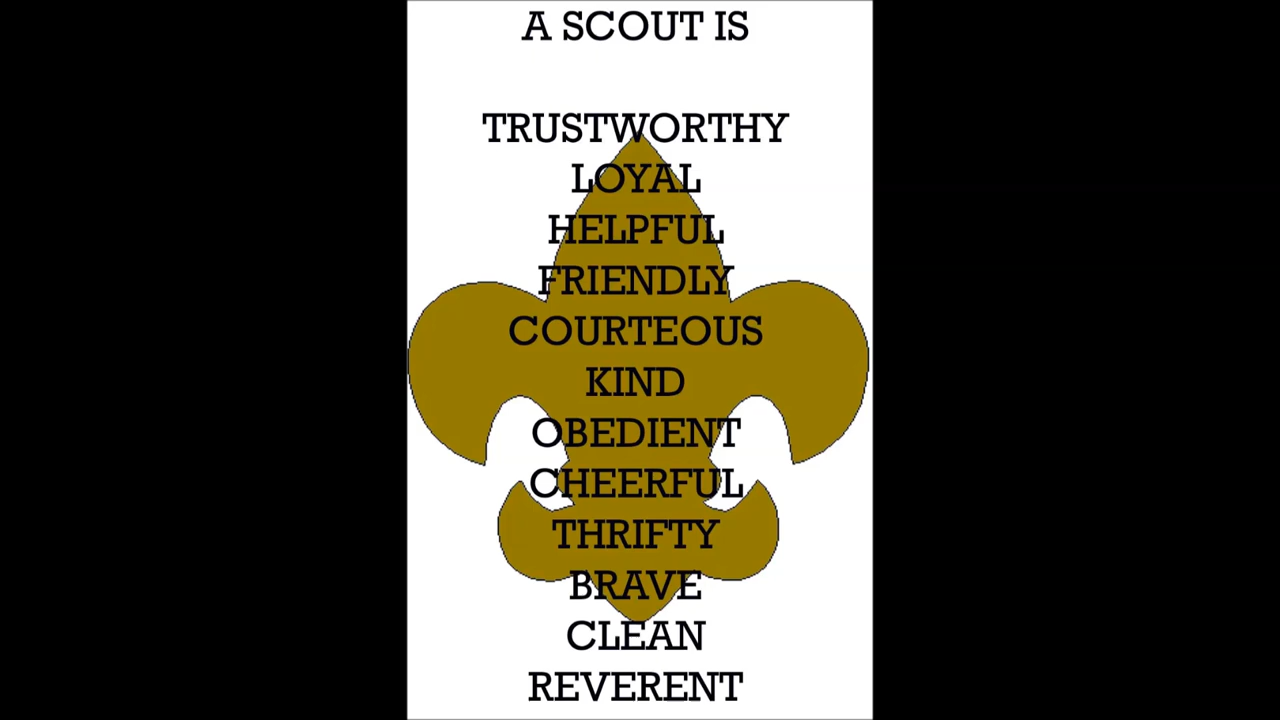 A SCOUT IS
TRUSTWORTHY
LOYAL
HELPFUL
FRIENDLY
COURTEOUS
KIND
OBEDIENT
CHEERFUL
THRIFTY
BRAVE
CLEAN
REVERENT